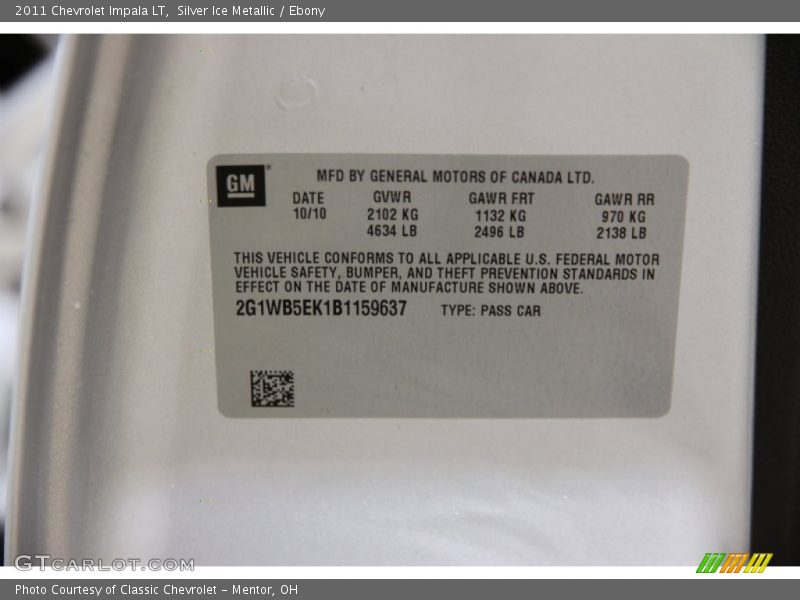 2011 Chevrolet Impala LT, Silver Ice Metallic / Ebony
GM
MFD BY GENERAL MOTORS OF CANADA LTD.
DATE GVWR GAWR FRT GAWR RR
10/10 2102 KG 1132 KG 970 KG
4634 LB 2496 LB 2138 LB
THIS VEHICLE CONFORMS TO ALL APPLICABLE U.S. FEDERAL MOTOR
VEHICLE SAFETY, BUMPER, AND THEFT PREVENTION STANDARDS IN
EFFECT ON THE DATE OF MANUFACTURE SHOWN ABOVE.
2G1WB5EK1B1159637 TYPE: PASS CAR
GTCARLOT.COM
Photo Courtesy of Classic Chevrolet - Mentor, OH